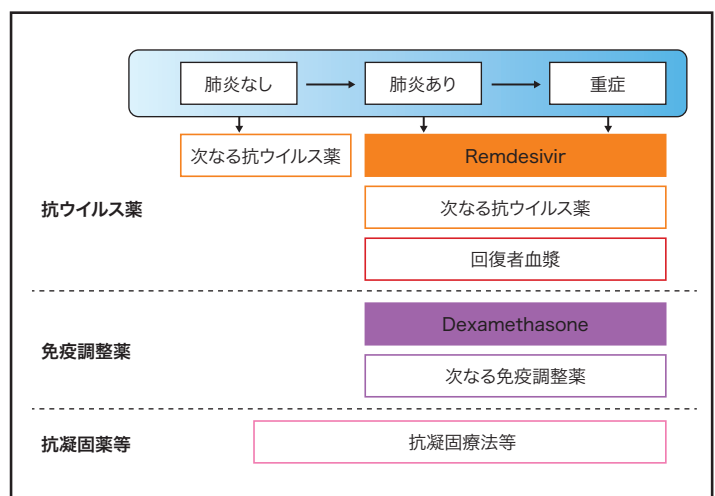 肺炎なし
肺炎あり
重症
次なる抗ウイルス薬
Remdesivir
抗ウイルス薬
次なる抗ウイルス薬
回復者血漿
Dexamethasone
免疫調整薬
次なる免疫調整薬
抗凝固薬等
抗凝固療法等